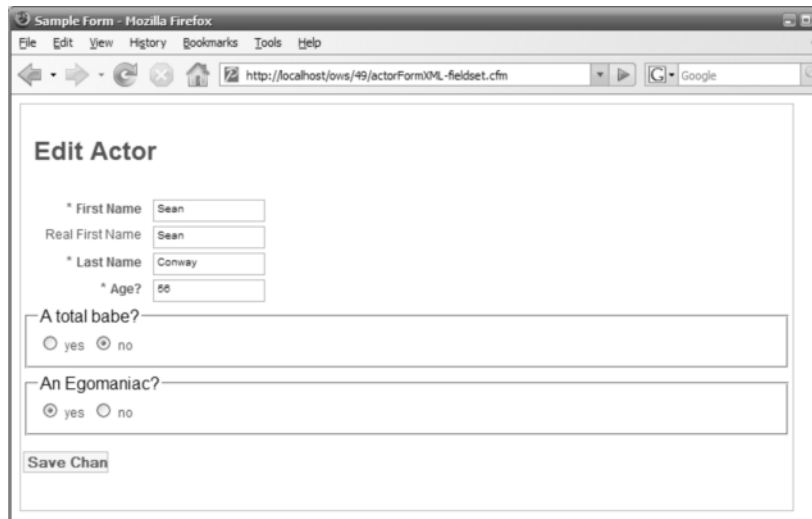 Sample Form - Mozilla Firefox
File Edit View History Bookmarks Tools Help
http://localhost/ows/49/actorFormXML-fieldset.cfm G Google
Edit Actor
* First Name Sean
Real First Name Sean
* Last Name Conway
* Age? 56
A total babe?
yes no
An Egomaniac?
yes no
Save Chan